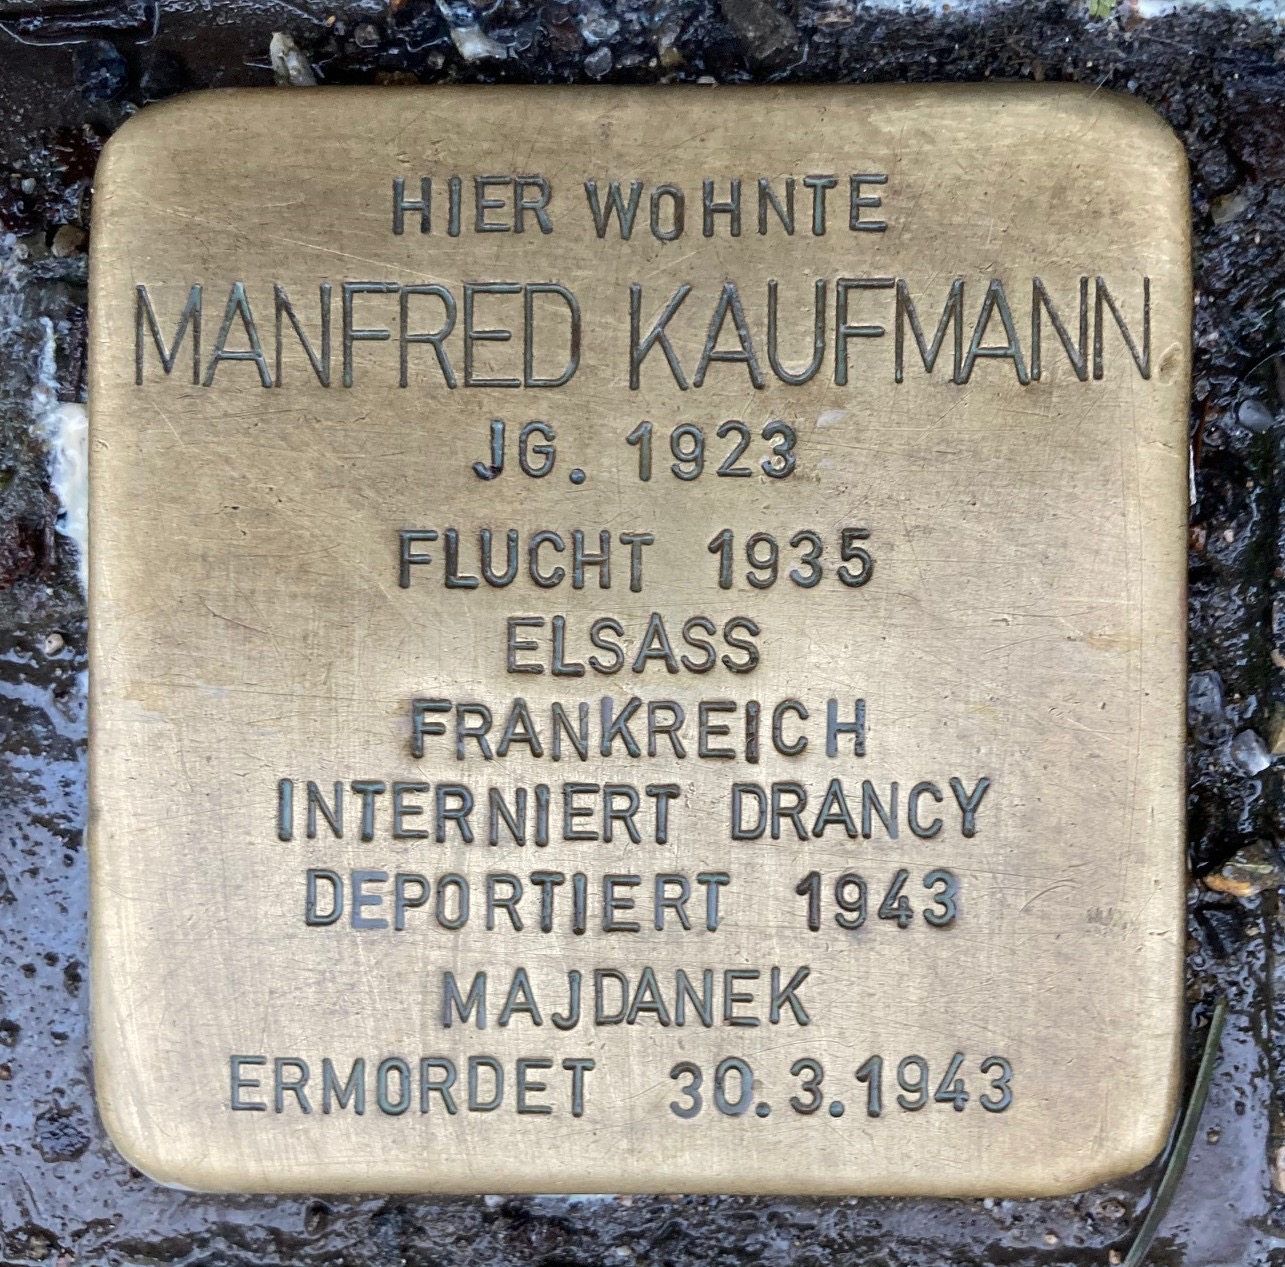 HIER WOHNTE
MANFRED KAUFMANN
JG. 1923
FLUCHT 1935
ELSASS
FRANKREICH
INTERNIERT DRANCY
DEPORTIERT 1943
MAJDANEK
ERMORDET 30.3.1943